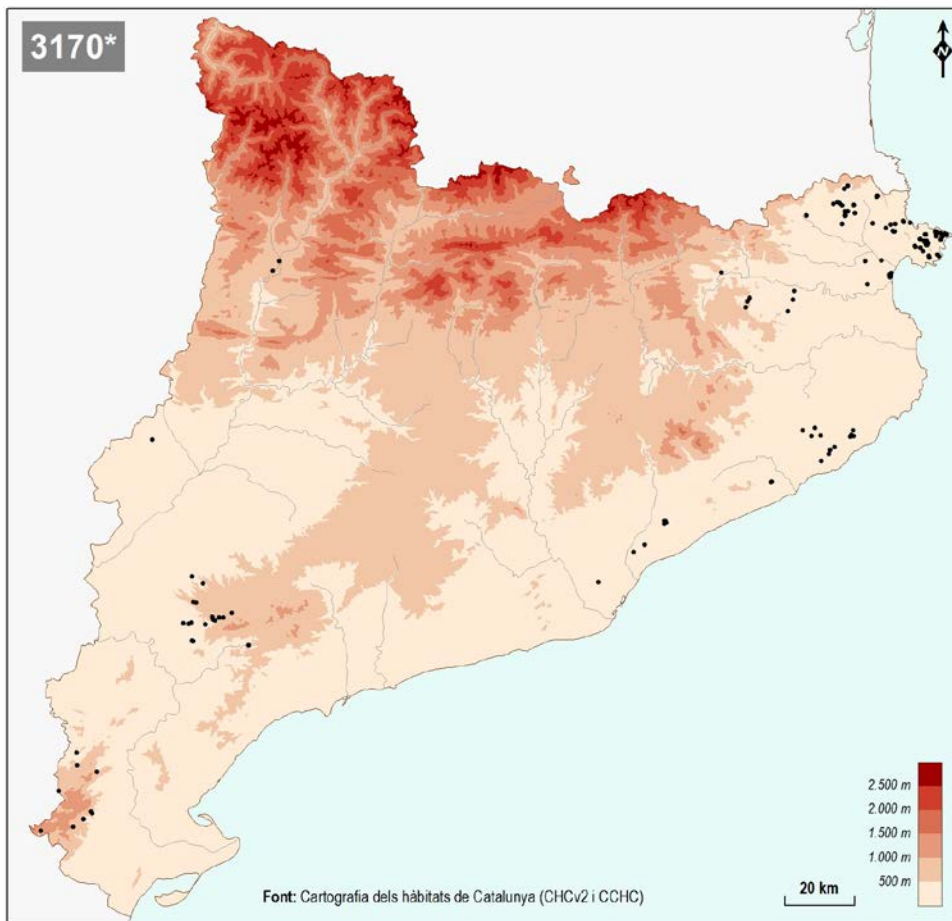 3170*
N
2.500 m
2.000 m
1.500 m
1.000 m
500 m
20 km
Font: Cartografia dels hàbitats de Catalunya (CHCv2 i CCHC)